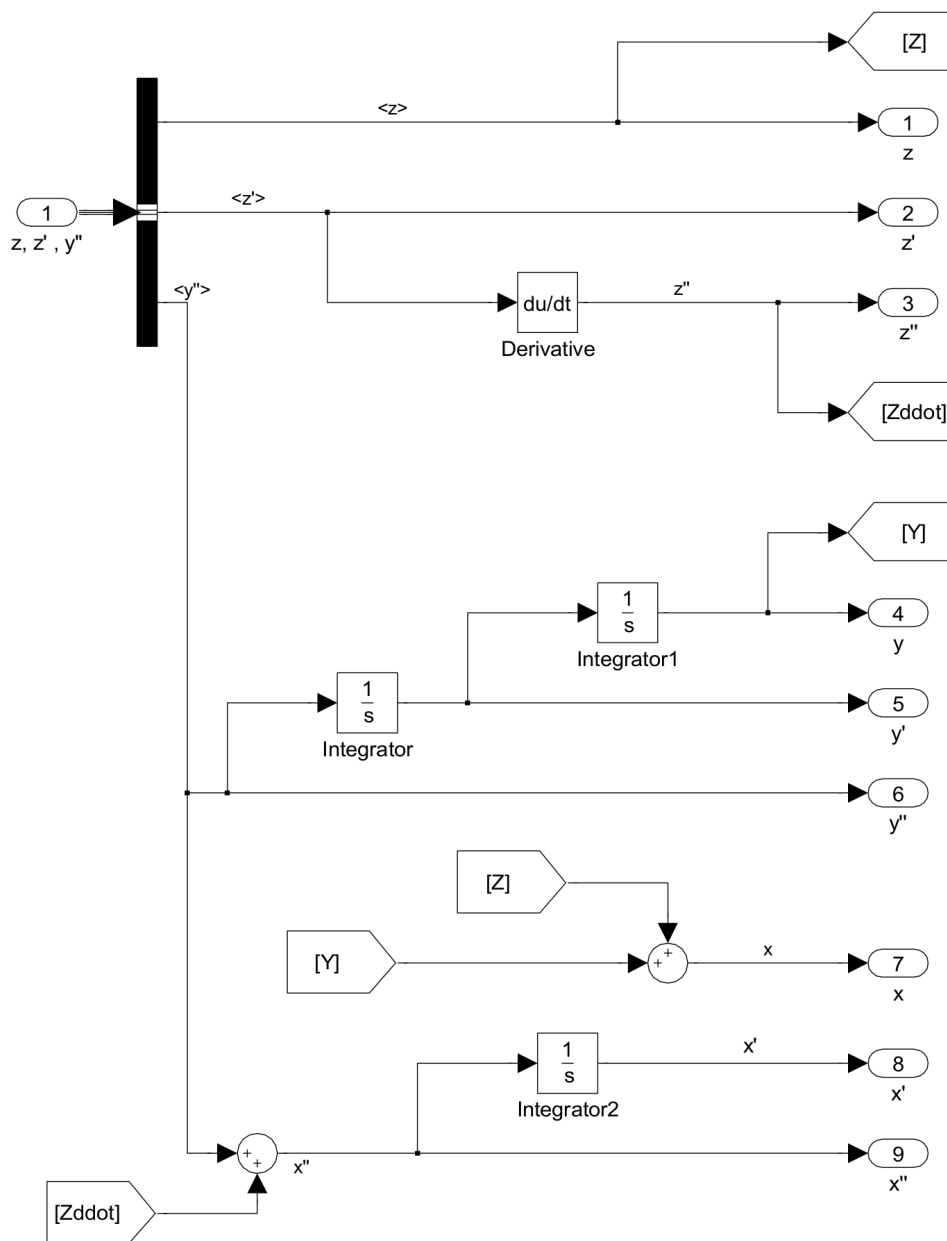 [Z]
<z>
1
z
<z'>
1
z, z' , y"
2
z'
<y">
du/dt
Derivative
z"
3
z"
[Zddot]
[Y]
1
s
Integrator1
4
y
1
s
Integrator
5
y'
6
y"
[Z]
[Y]
+
+
x
7
x
1
s
Integrator2
x'
8
x'
+
+
x"
9
x"
[Zddot]